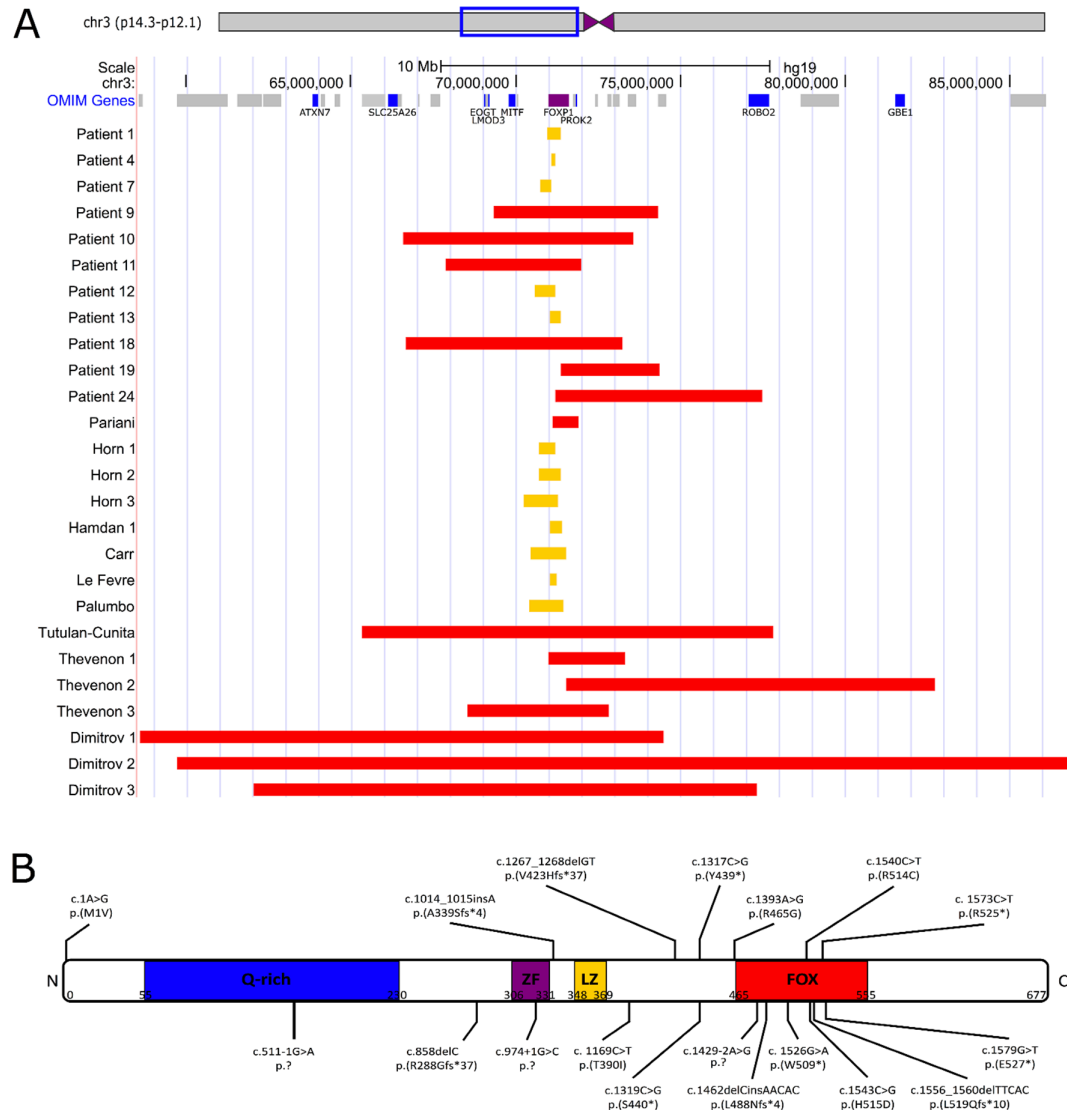 A
chr3 (p14.3-p12.1)
Scale
10 Mb
hg19
chr3:
65,000,000
70,000,000
75,000,000
80,000,000
85,000,000
OMIM Genes
ATXN7
SLC25A26
EOGT
LMOD3
MITF
FOXP1
PROK2
ROBO2
GBE1
Patient 1
Patient 4
Patient 7
Patient 9
Patient 10
Patient 11
Patient 12
Patient 13
Patient 18
Patient 19
Patient 24
Pariani
Horn 1
Horn 2
Horn 3
Hamdan 1
Carr
Le Fevre
Palumbo
Tutulan-Cunita
Thevenon 1
Thevenon 2
Thevenon 3
Dimitrov 1
Dimitrov 2
Dimitrov 3
B
c.1A>G
p.(M1V)
c.1014_1015insA
p.(A339Sfs*4)
c.1267_1268delGT
p.(V423Hfs*37)
c.1317C>G
p.(Y439*)
c.1393A>G
p.(R465G)
c.1540C>T
p.(R514C)
c. 1573C>T
p.(R525*)
N
Q-rich
ZF
LZ
FOX
C
0
55
230
306
331
348
369
465
555
677
c.511-1G>A
p.?
c.858delC
p.(R288Gfs*37)
c.974+1G>C
p.?
c. 1169C>T
p.(T390I)
c.1319C>G
p.(S440*)
c.1429-2A>G
p.?
c.1462delCinsAACAC
p.(L488Nfs*4)
c. 1526G>A
p.(W509*)
c.1543C>G
p.(H515D)
c.1556_1560delTTCAC
p.(L519Qfs*10)
c.1579G>T
p.(E527*)